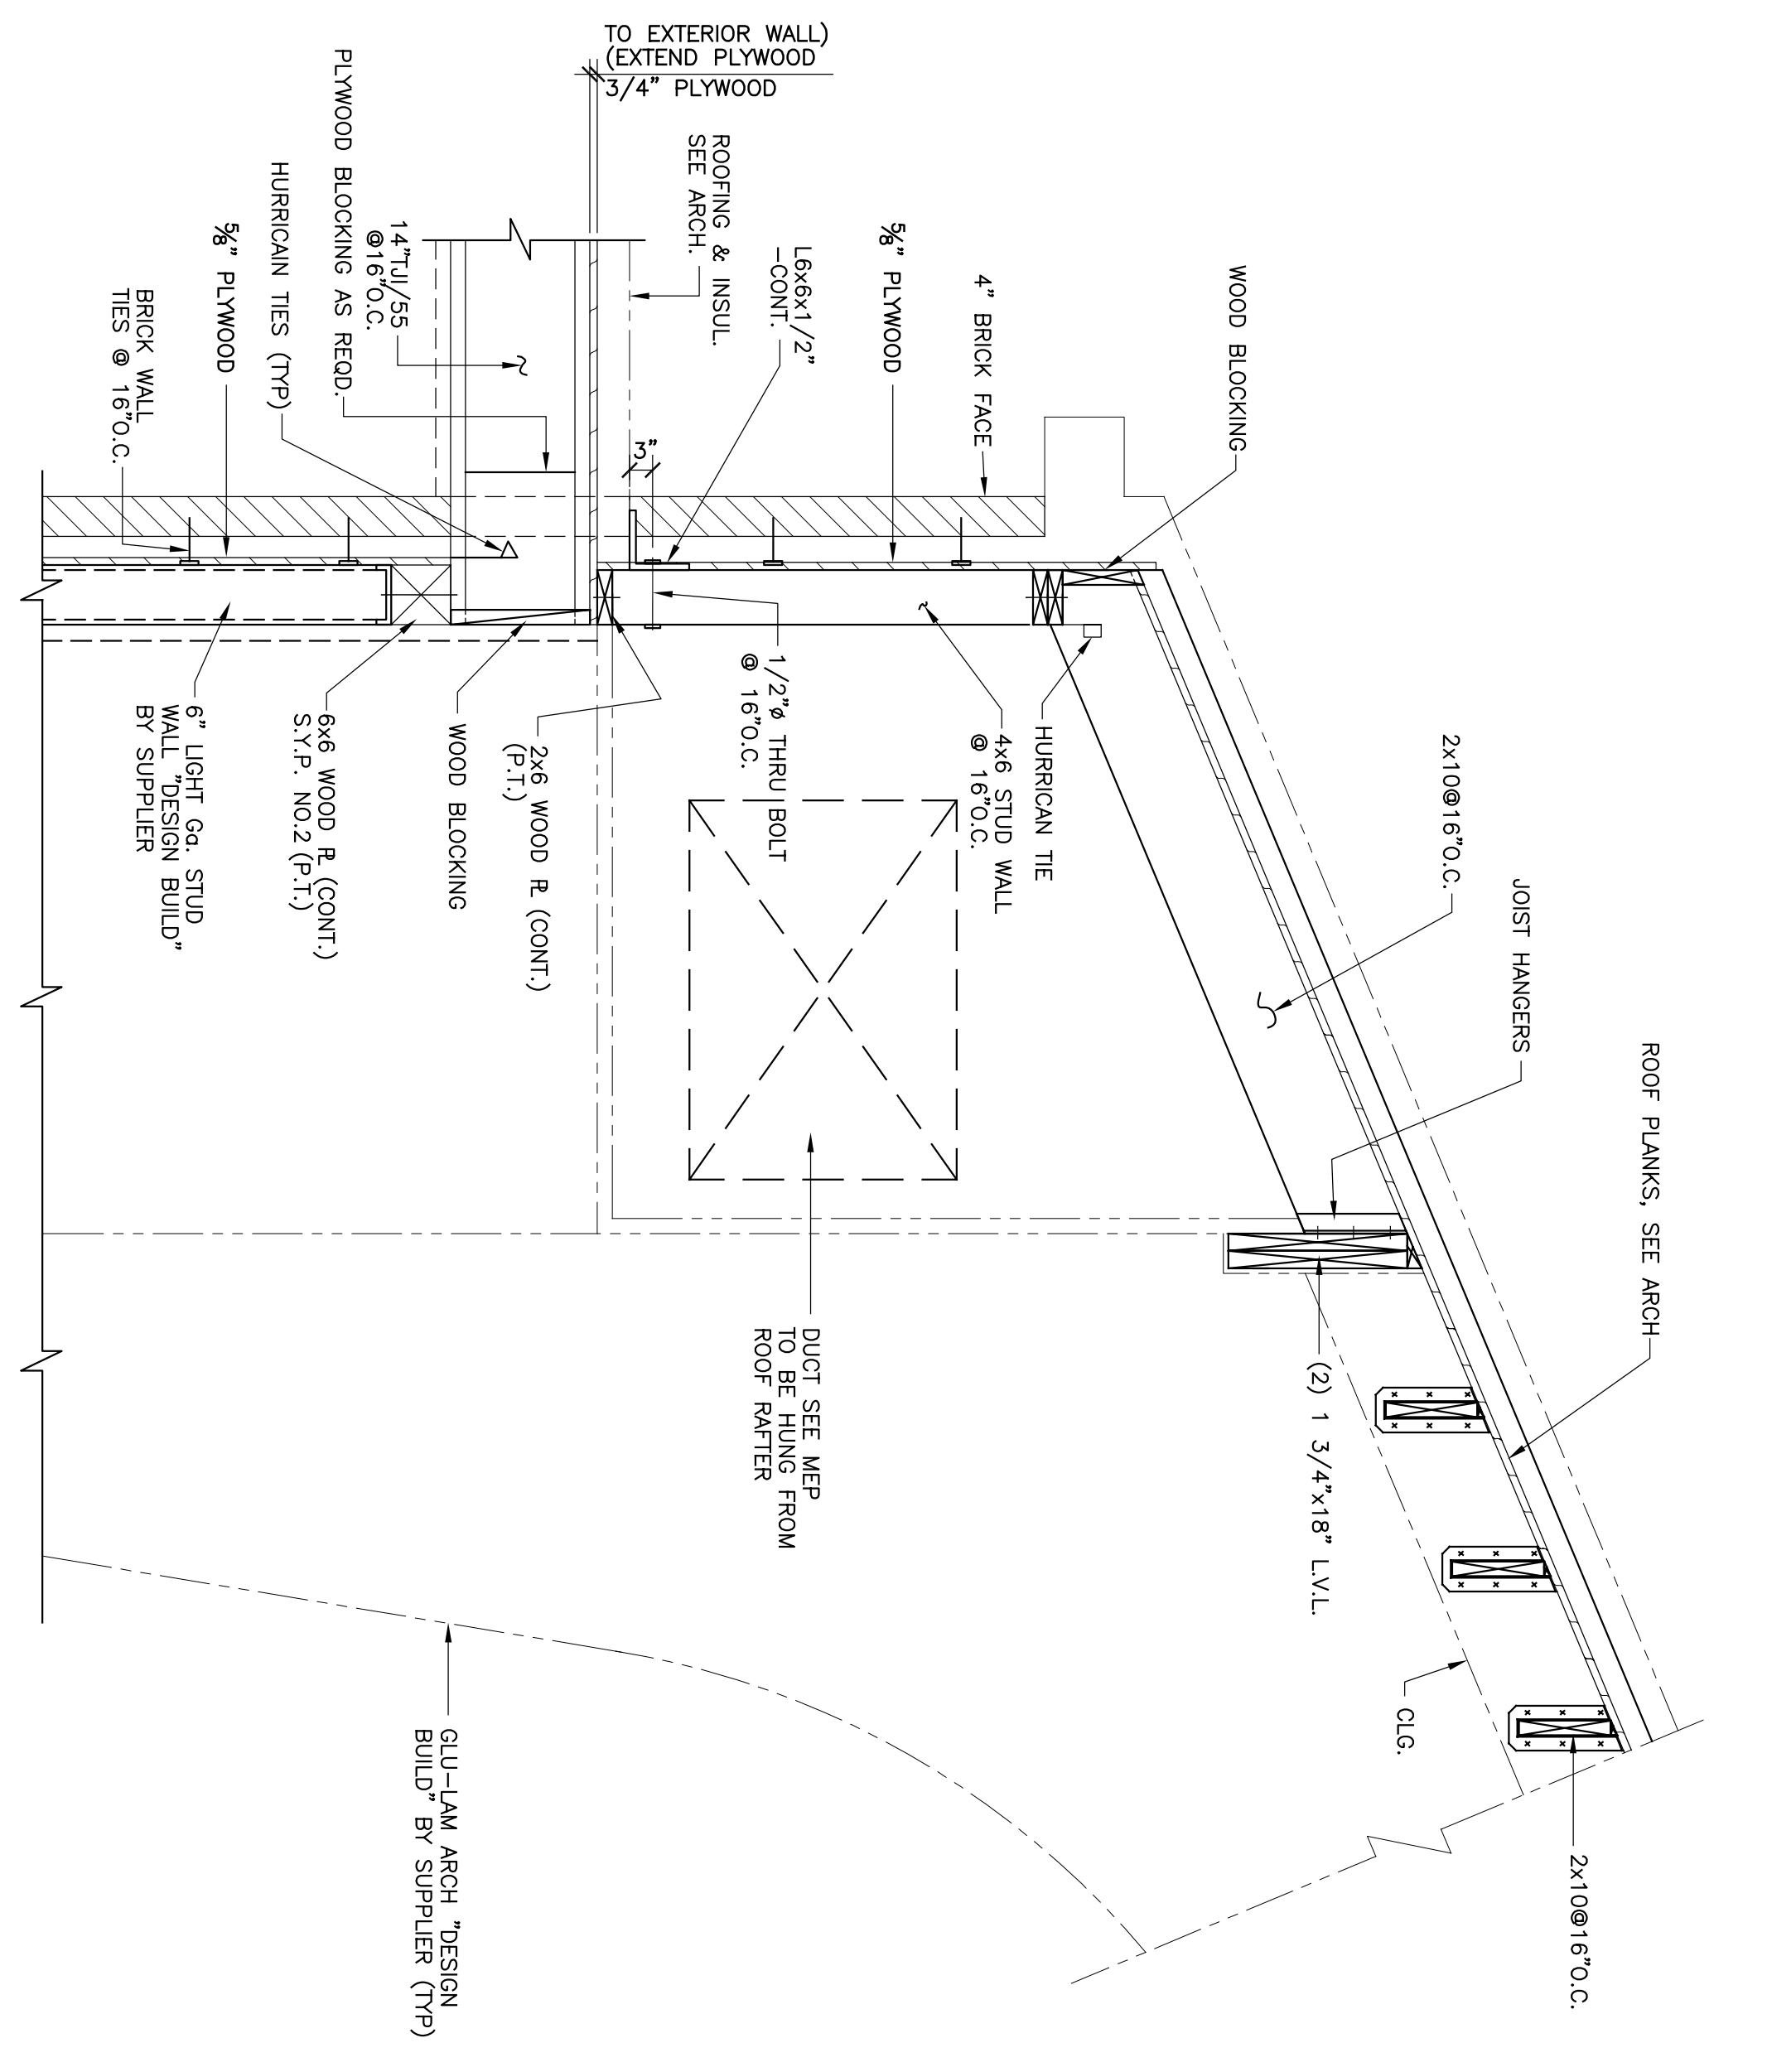 TO EXTERIOR WALL)
(EXTEND PLYWOOD
3/4" PLYWOOD
ROOF PLANKS, SEE ARCH
JOIST HANGERS
2x10@16"O.C.
WOOD BLOCKING
4" BRICK FACE
⅝" PLYWOOD
L6x6x1/2"
-CONT.
ROOFING & INSUL.
SEE ARCH.
3"
14"TJI/55
@16"O.C.
PLYWOOD BLOCKING AS REQD.
HURRICAIN TIES (TYP)
⅝" PLYWOOD
BRICK WALL
TIES @ 16"O.C.
HURRICAN TIE
4x6 STUD WALL
@ 16"O.C.
1/2"ø THRU BOLT
@ 16"O.C.
2x6 WOOD ⅊ (CONT.)
(P.T.)
WOOD BLOCKING
6x6 WOOD ⅊ (CONT.)
S.Y.P. NO.2 (P.T.)
6" LIGHT Ga. STUD
WALL "DESIGN BUILD"
BY SUPPLIER
DUCT SEE MEP
TO BE HUNG FROM
ROOF RAFTER
(2) 1 3/4"x18" L.V.L.
CLG.
2x10@16"O.C.
GLU-LAM ARCH "DESIGN
BUILD" BY SUPPLIER (TYP)